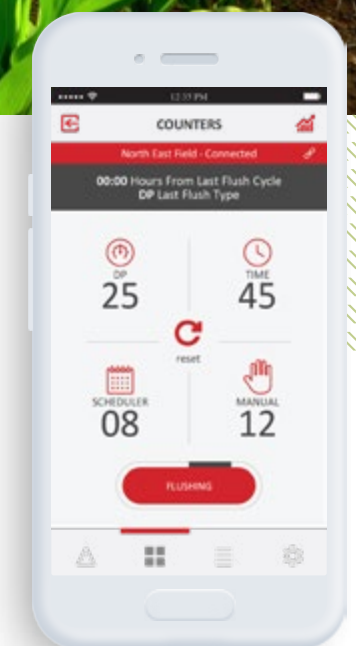 12:35 PM
COUNTERS
North East Field - Connected
00:00 Hours From Last Flush Cycle
DP Last Flush Type
DP
25
TIME
45
reset
SCHEDULER
08
MANUAL
12
FLUSHING